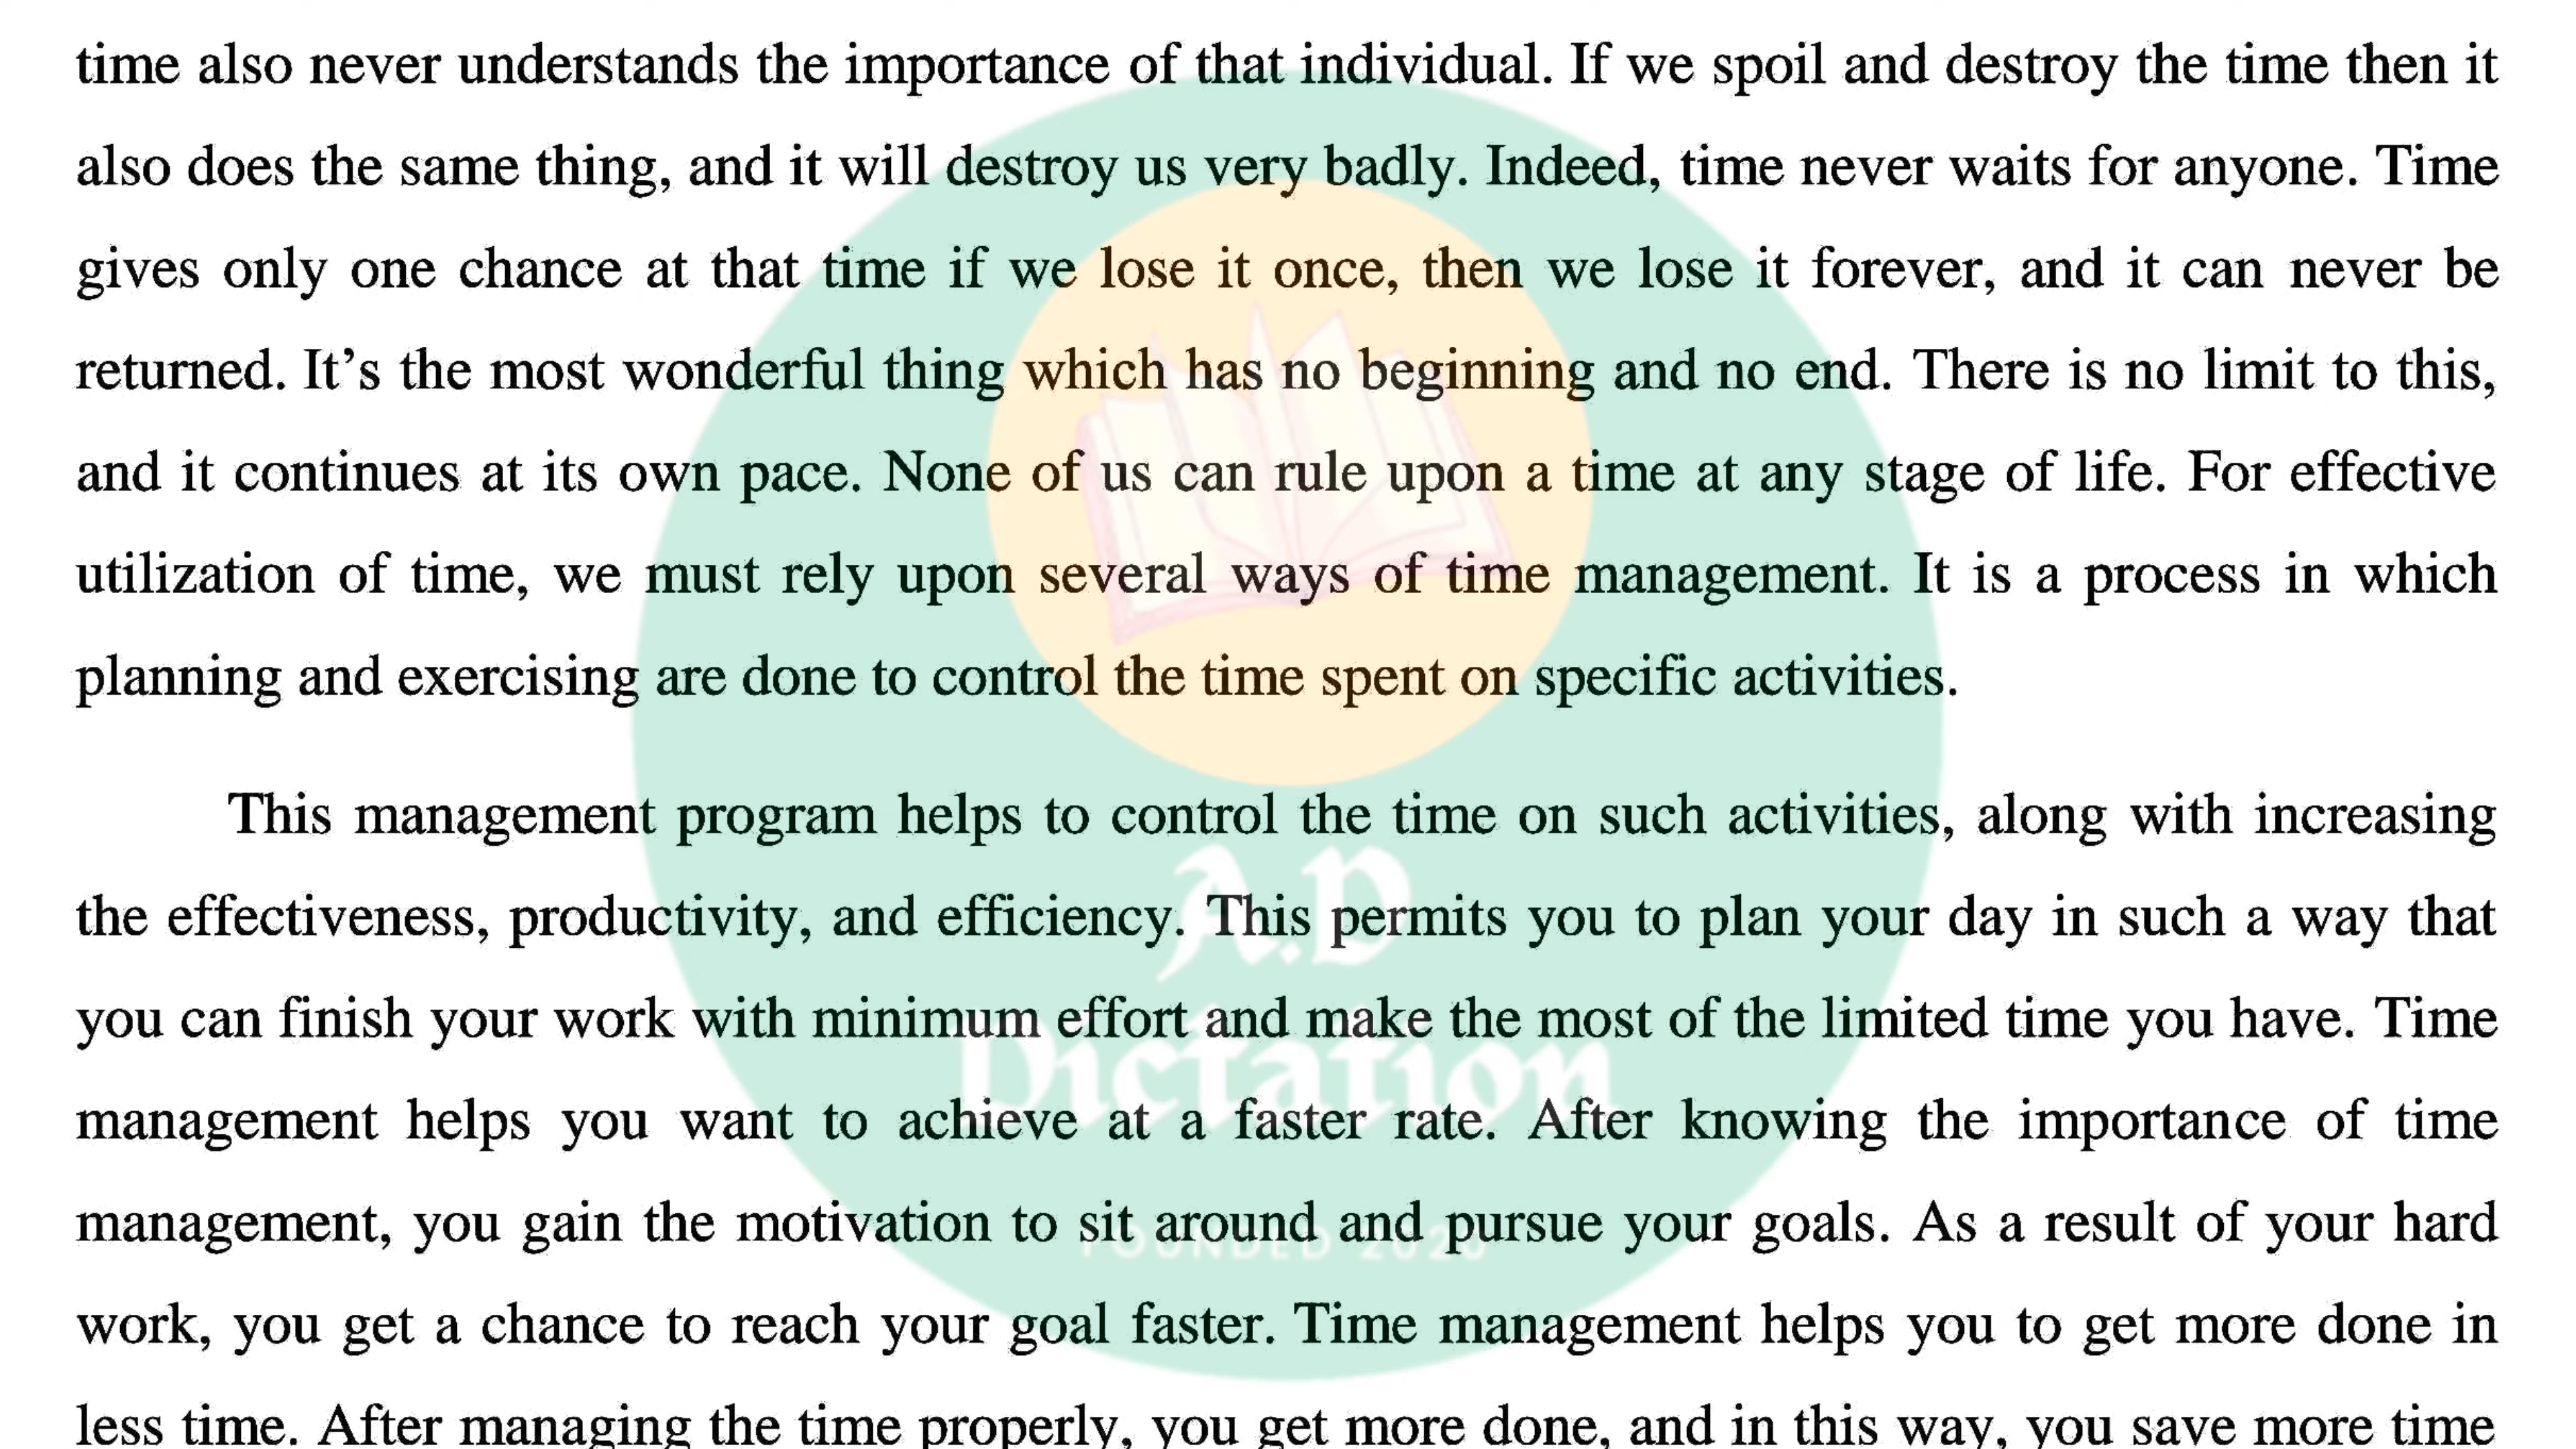 time also never understands the importance of that individual. If we spoil and destroy the time then it
also does the same thing, and it will destroy us very badly. Indeed, time never waits for anyone. Time
gives only one chance at that time if we lose it once, then we lose it forever, and it can never be
returned. It’s the most wonderful thing which has no beginning and no end. There is no limit to this,
and it continues at its own pace. None of us can rule upon a time at any stage of life. For effective
utilization of time, we must rely upon several ways of time management. It is a process in which
planning and exercising are done to control the time spent on specific activities.
This management program helps to control the time on such activities, along with increasing
the effectiveness, productivity, and efficiency. This permits you to plan your day in such a way that
you can finish your work with minimum effort and make the most of the limited time you have. Time
management helps you want to achieve at a faster rate. After knowing the importance of time
management, you gain the motivation to sit around and pursue your goals. As a result of your hard
work, you get a chance to reach your goal faster. Time management helps you to get more done in
less time. After managing the time properly, you get more done, and in this way, you save more time
A.D
Dictation
FOUNDED 2020